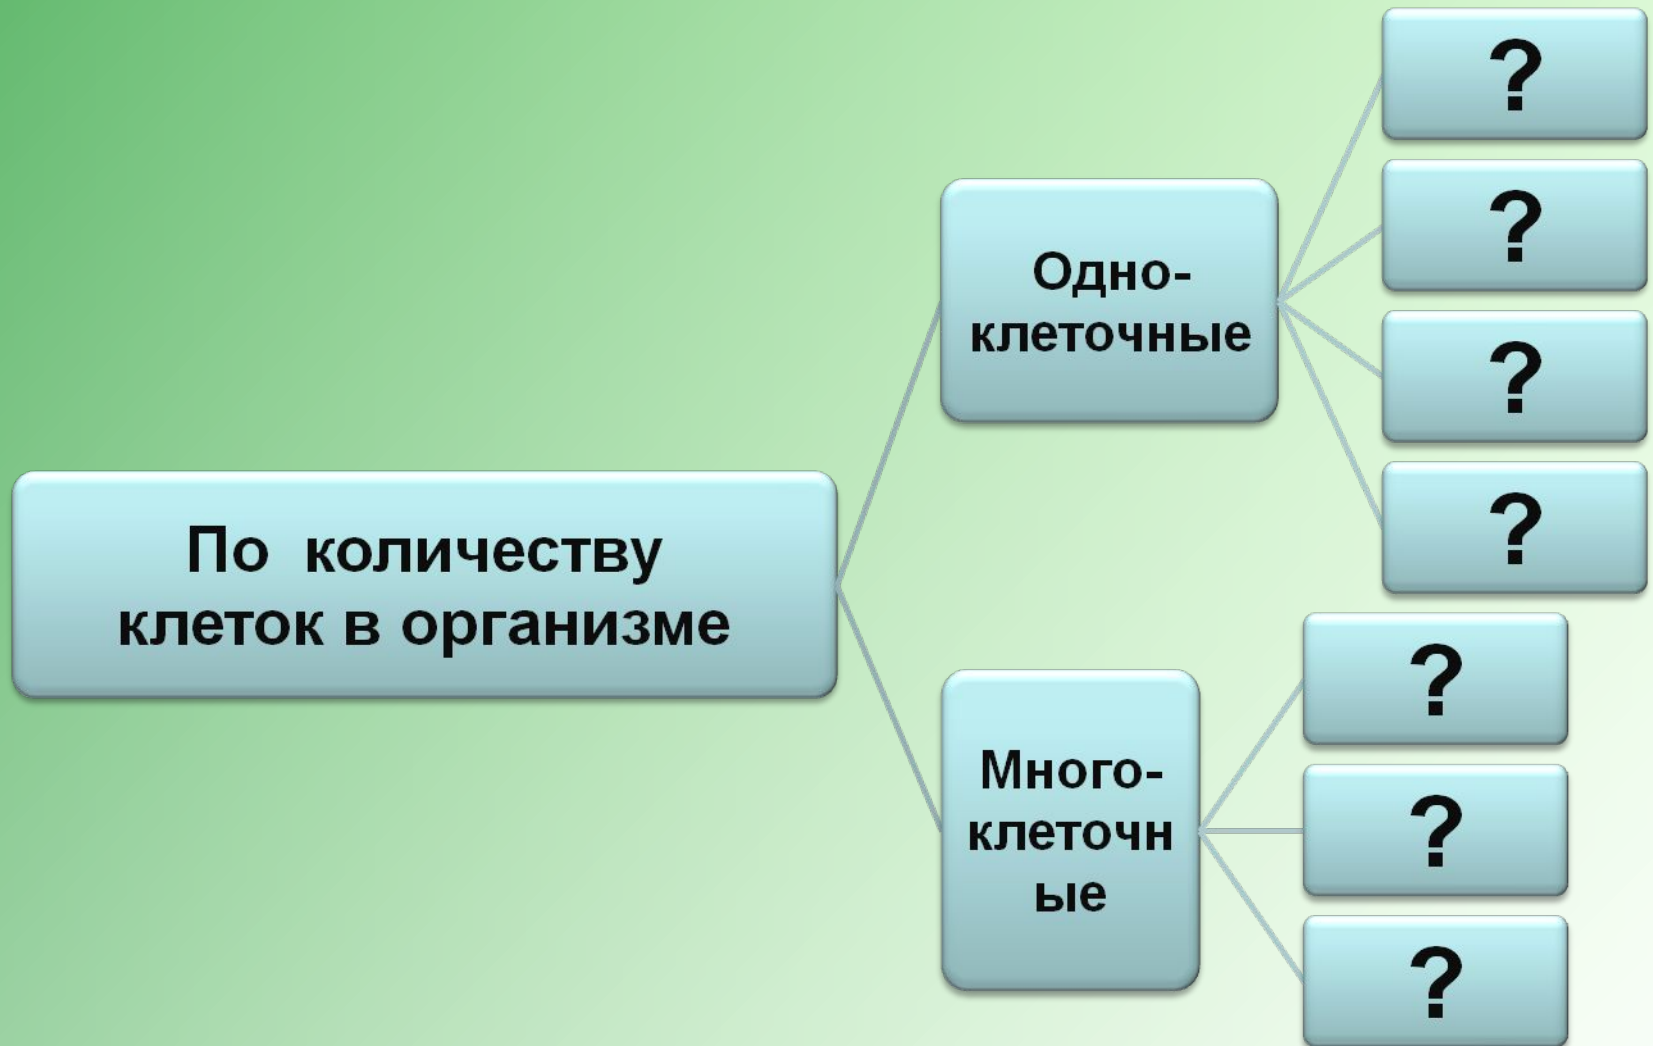 По количеству
клеток в организме
Одно-
клеточные
?
?
?
?
Много-
клеточн
ые
?
?
?